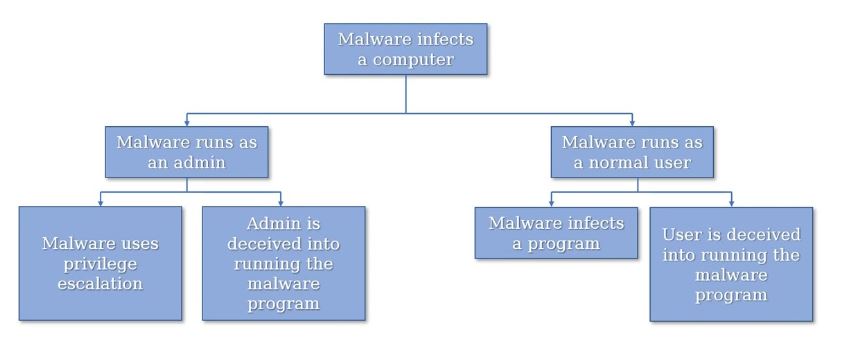 Malware infects
a computer
Malware runs as
an admin
Malware runs as
a normal user
Malware uses
privilege
escalation
Admin is
deceived into
running the
malware
program
Malware infects
a program
User is deceived
into running the
malware
program